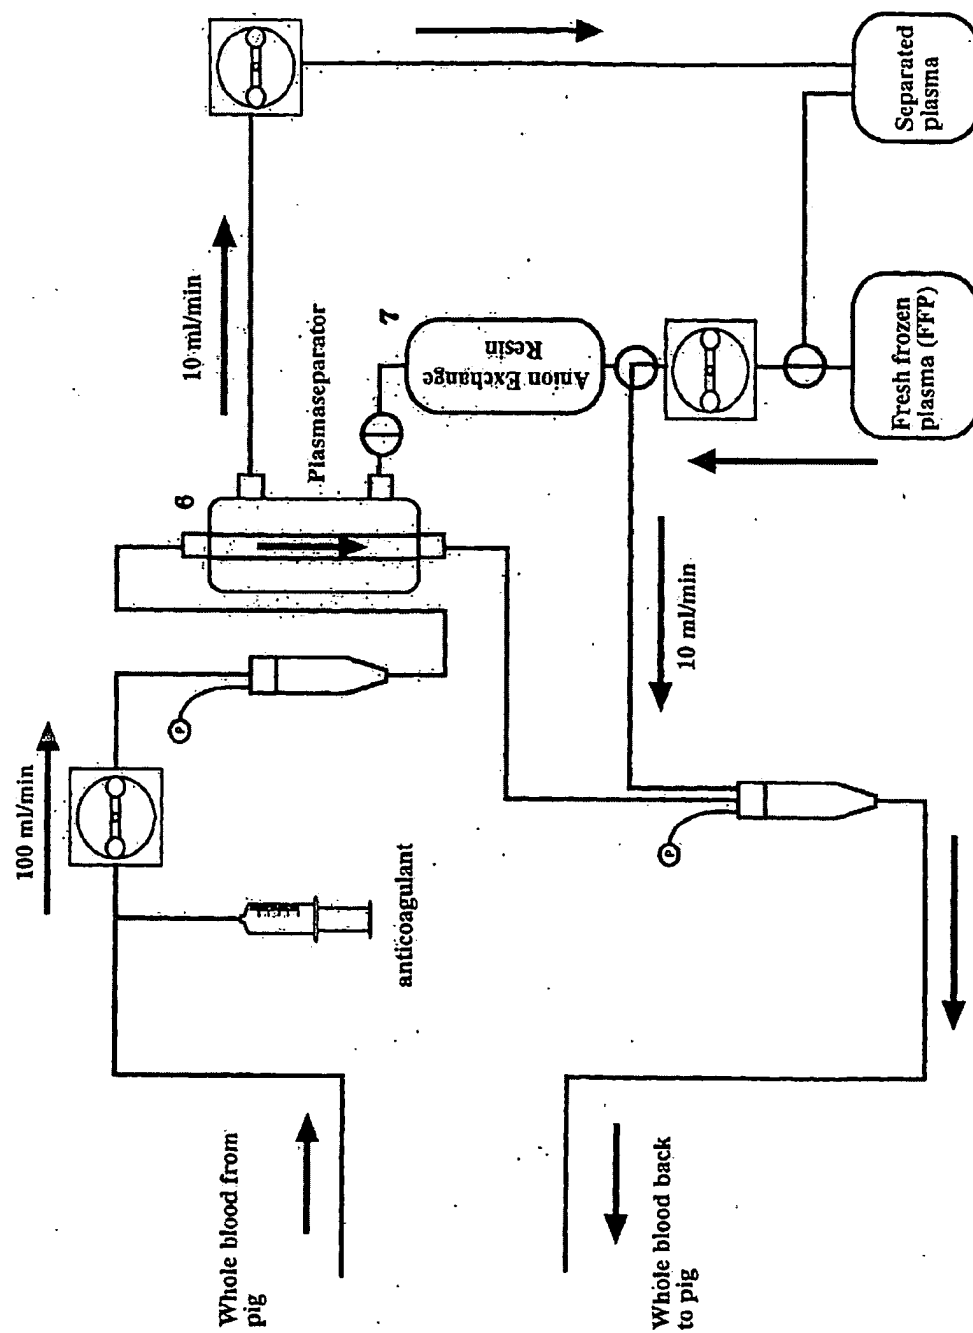 Whole blood from
pig
100 ml/min
anticoagulant
P
6
Plasmaseparator
10 ml/min
7
Anion Exchange
Resin
Separated
plasma
Fresh frozen
plasma (FFP)
10 ml/min
P
Whole blood back
to pig